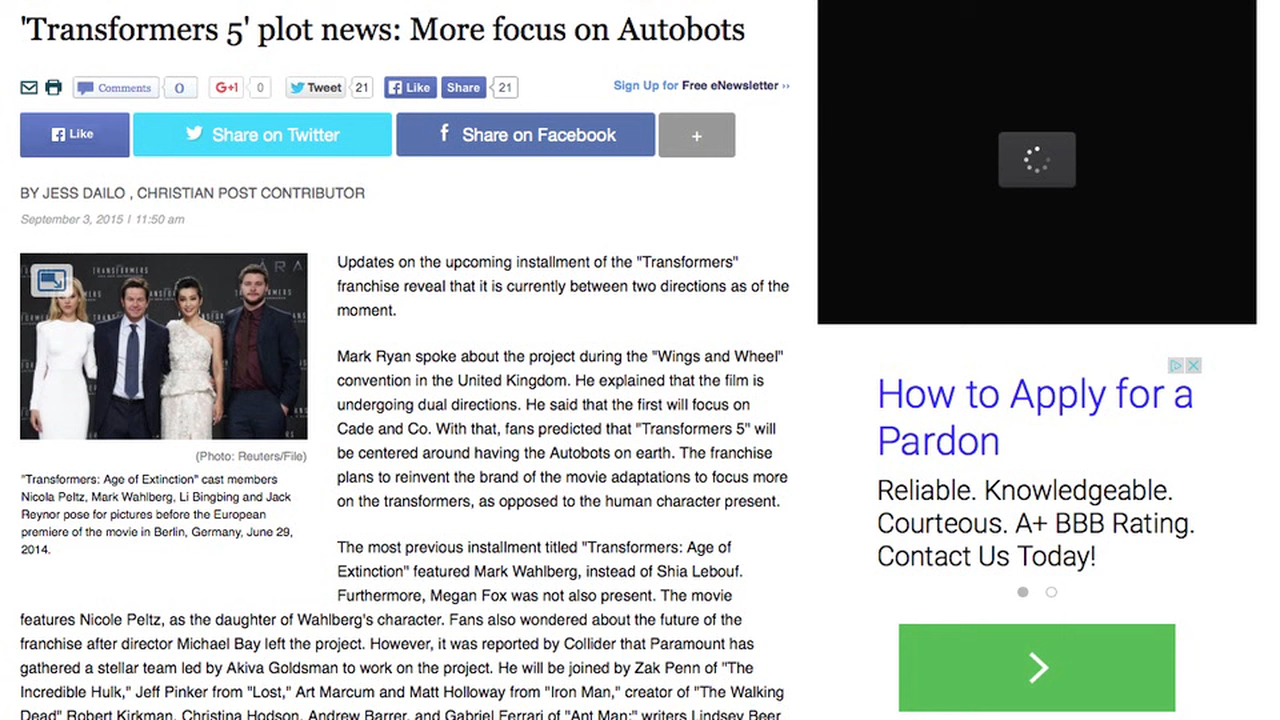 'Transformers 5' plot news: More focus on Autobots
Comments 0 G+1 0 Tweet 21 Like Share 21 Sign Up for Free eNewsletter ››
Like Share on Twitter Share on Facebook +
BY JESS DAILO , CHRISTIAN POST CONTRIBUTOR
September 3, 2015 | 11:50 am
TRANSFORMERS
(Photo: Reuters/File)
"Transformers: Age of Extinction" cast members
Nicola Peltz, Mark Wahlberg, Li Bingbing and Jack
Reynor pose for pictures before the European
premiere of the movie in Berlin, Germany, June 29,
2014.
Updates on the upcoming installment of the "Transformers"
franchise reveal that it is currently between two directions as of the
moment.
Mark Ryan spoke about the project during the "Wings and Wheel"
convention in the United Kingdom. He explained that the film is
undergoing dual directions. He said that the first will focus on
Cade and Co. With that, fans predicted that "Transformers 5" will
be centered around having the Autobots on earth. The franchise
plans to reinvent the brand of the movie adaptations to focus more
on the transformers, as opposed to the human character present.
The most previous installment titled "Transformers: Age of
Extinction" featured Mark Wahlberg, instead of Shia Lebouf.
Furthermore, Megan Fox was not also present. The movie
features Nicole Peltz, as the daughter of Wahlberg's character. Fans also wondered about the future of the
franchise after director Michael Bay left the project. However, it was reported by Collider that Paramount has
gathered a stellar team led by Akiva Goldsman to work on the project. He will be joined by Zak Penn of "The
Incredible Hulk," Jeff Pinker from "Lost," Art Marcum and Matt Holloway from "Iron Man," creator of "The Walking
Dead" Robert Kirkman, Christina Hodson, Andrew Barrer, and Gabriel Ferrari of "Ant Man;" writers Lindsey Beer
How to Apply for a
Pardon
Reliable. Knowledgeable.
Courteous. A+ BBB Rating.
Contact Us Today!